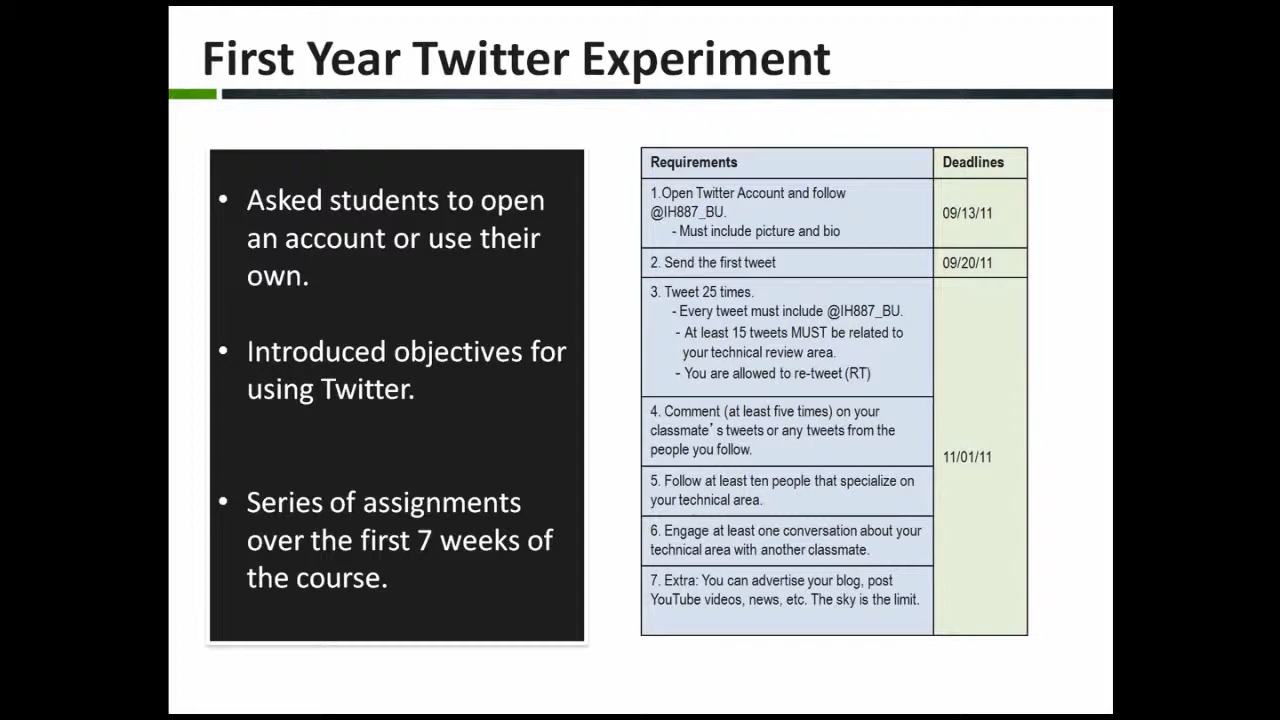 First Year Twitter Experiment
• Asked students to open
an account or use their
own.
• Introduced objectives for
using Twitter.
• Series of assignments
over the first 7 weeks of
the course.
Requirements
Deadlines
1.Open Twitter Account and follow
@IH887_BU.
- Must include picture and bio
09/13/11
2. Send the first tweet
09/20/11
3. Tweet 25 times.
- Every tweet must include @IH887_BU.
- At least 15 tweets MUST be related to
your technical review area.
- You are allowed to re-tweet (RT)
4. Comment (at least five times) on your
classmate’s tweets or any tweets from the
people you follow.
5. Follow at least ten people that specialize on
your technical area.
6. Engage at least one conversation about your
technical area with another classmate.
7. Extra: You can advertise your blog, post
YouTube videos, news, etc. The sky is the limit.
11/01/11